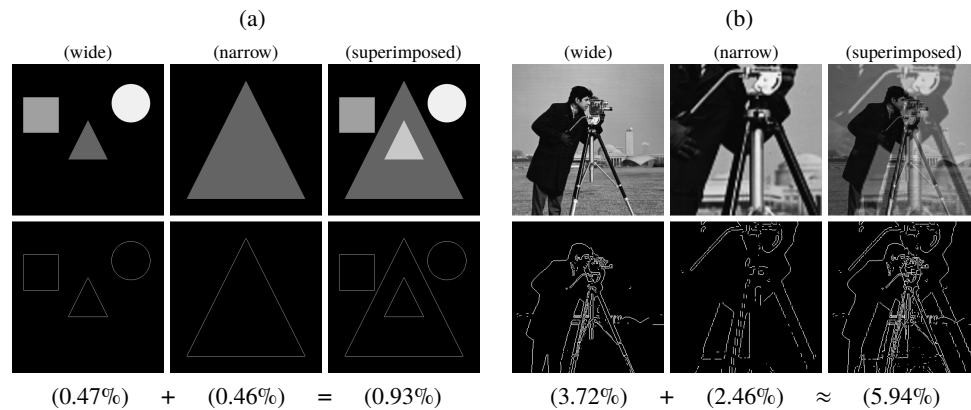 (a)
(wide) (narrow) (superimposed)
(0.47%) + (0.46%) = (0.93%)
(b)
(wide) (narrow) (superimposed)
(3.72%) + (2.46%) ≈ (5.94%)